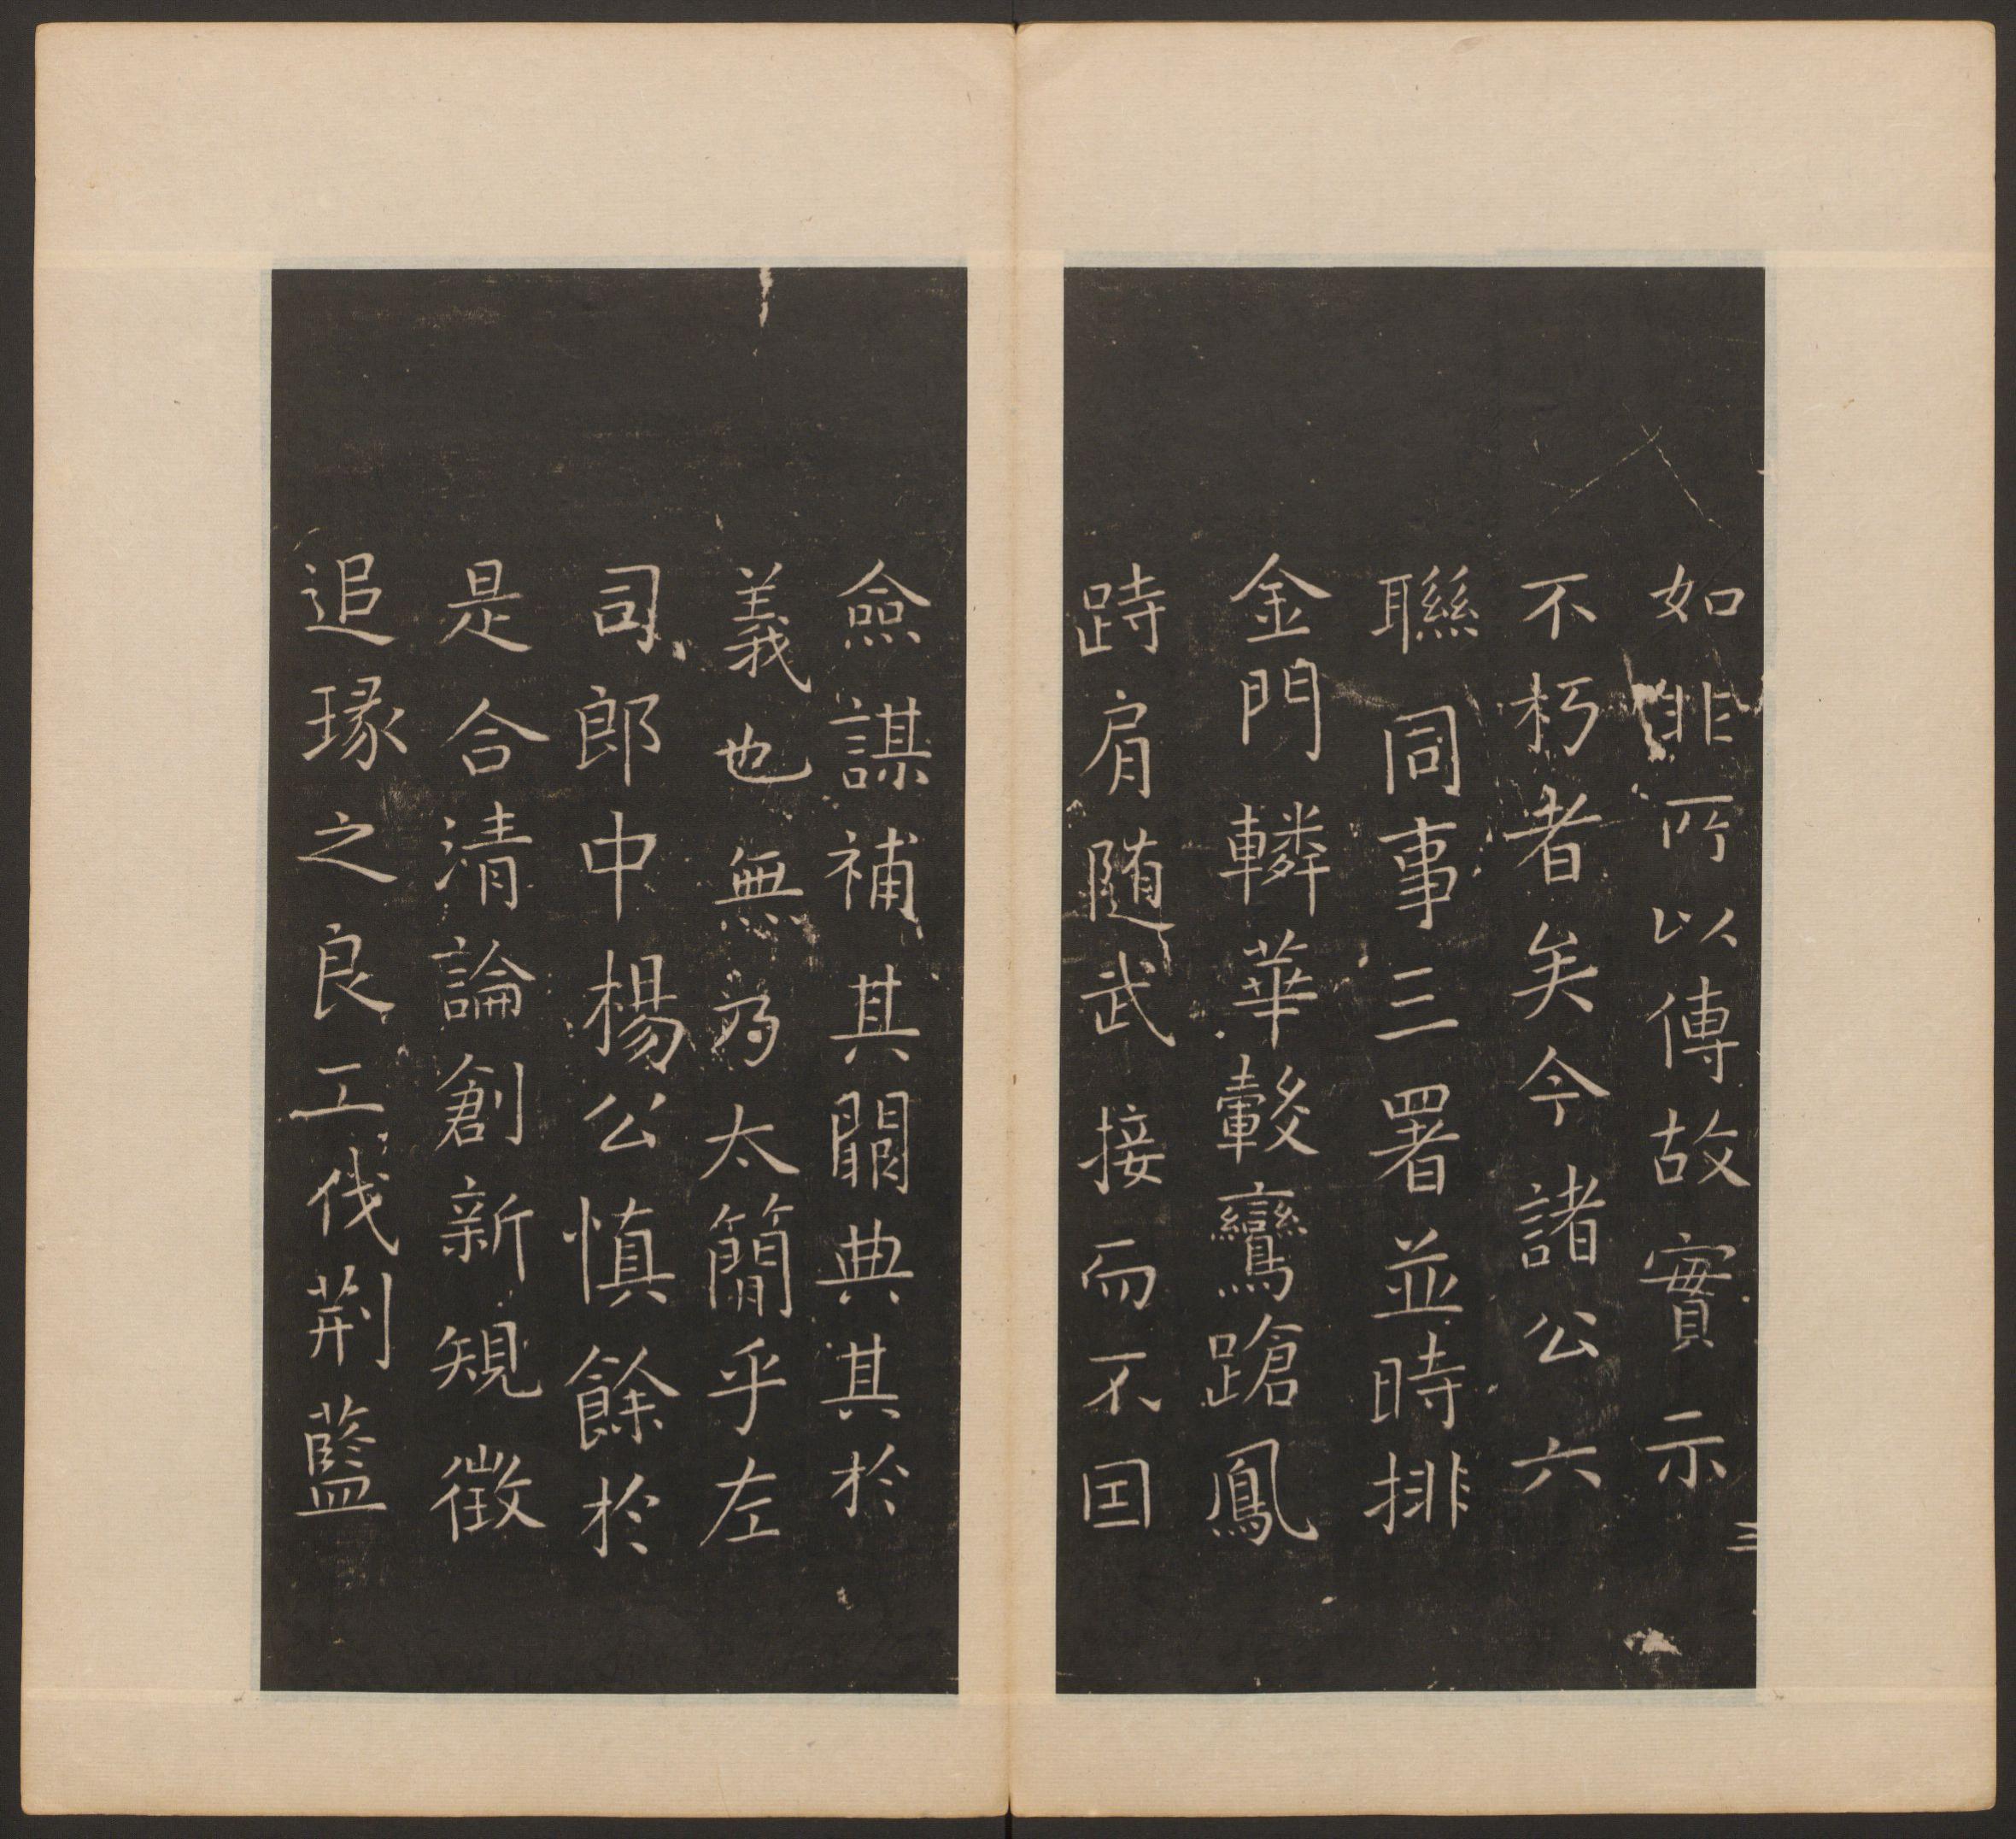 如非所以傳故實示
不朽者矣今諸公六
聯同事三署並時排
金門轔華轂鸞蹌鳳
跱肩随武接而不圕
僉謀補其闕典其於
義也無乃太簡乎左
司郎中楊公慎餘於
是合清論創新規徵
追琢之良工伐荆藍
三